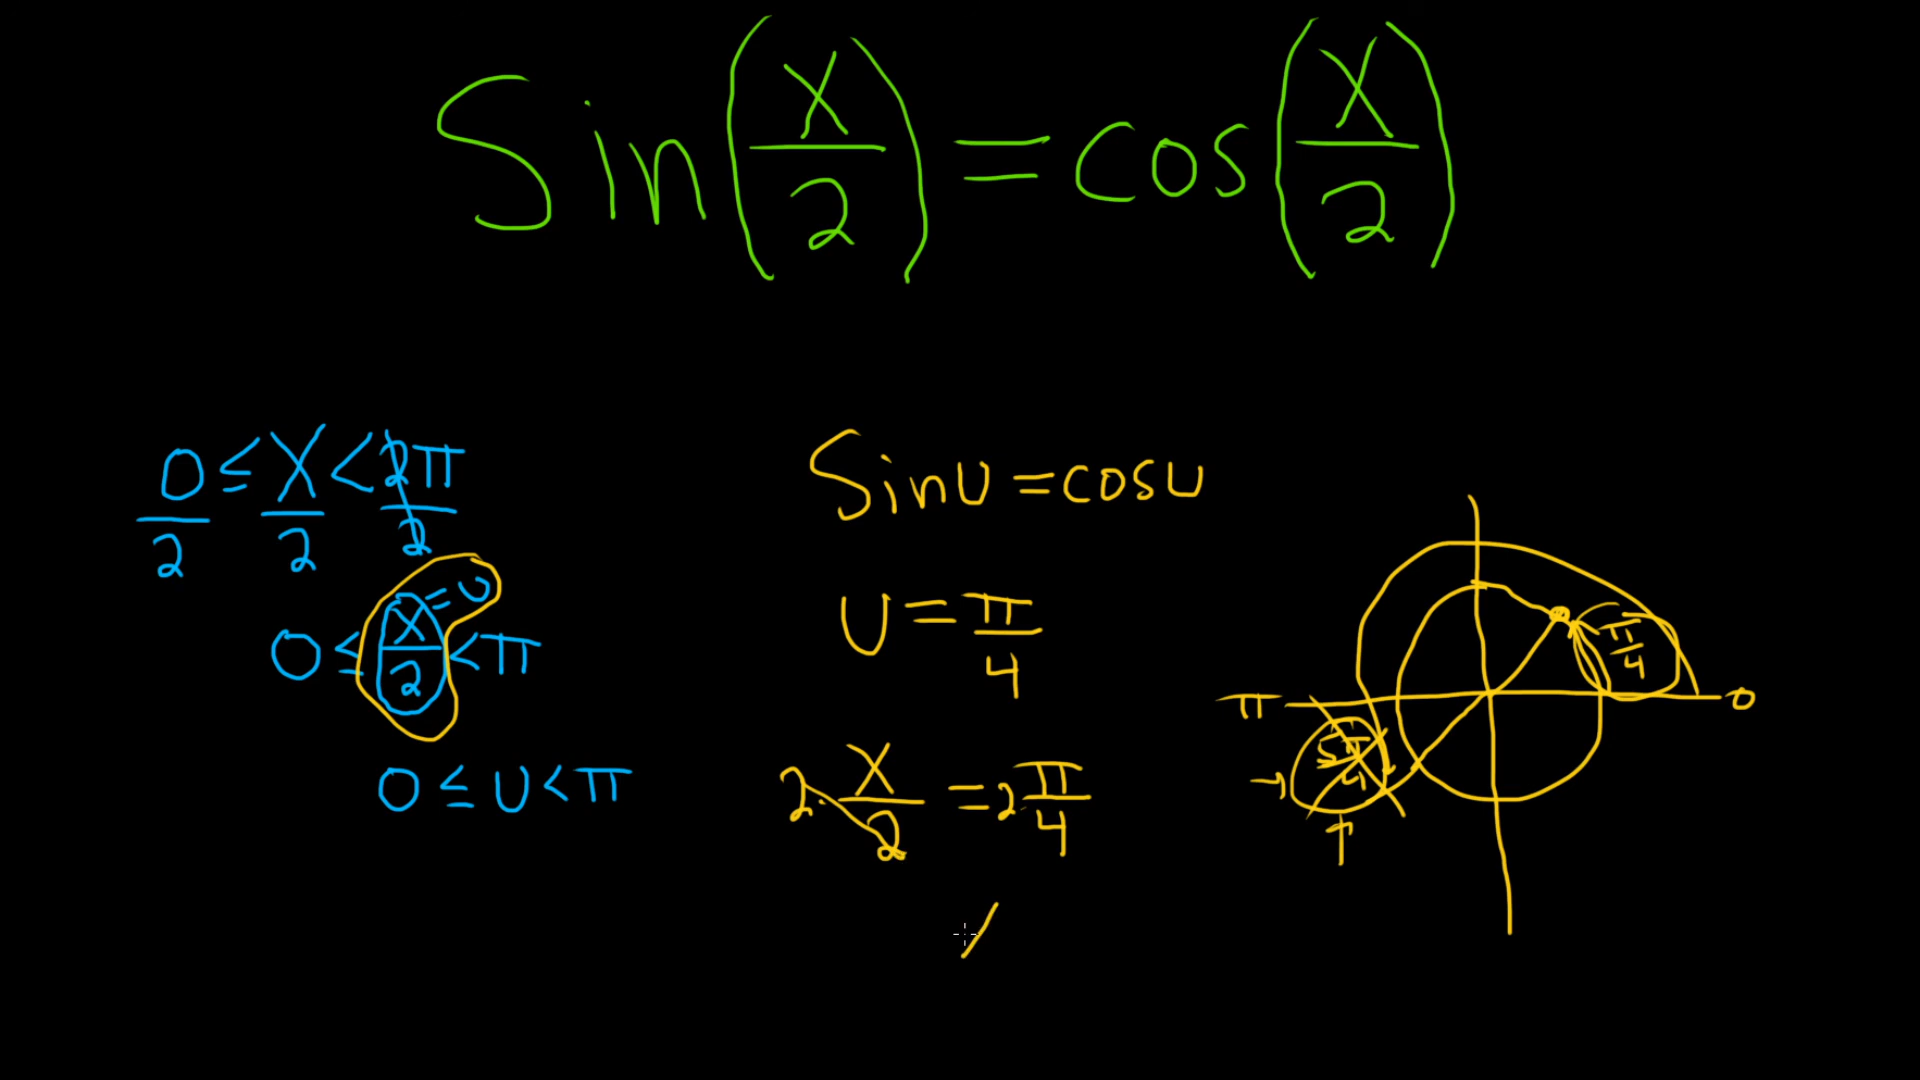 Sin(x/2) = cos(x/2)
0/2 ≤ x/2 < 2π/2
0 ≤ x/2 = u < π
0 ≤ u < π
Sin u = cos u
u = π/4
2 · x/2 = 2 · π/4
π/4
π
0
5π/4